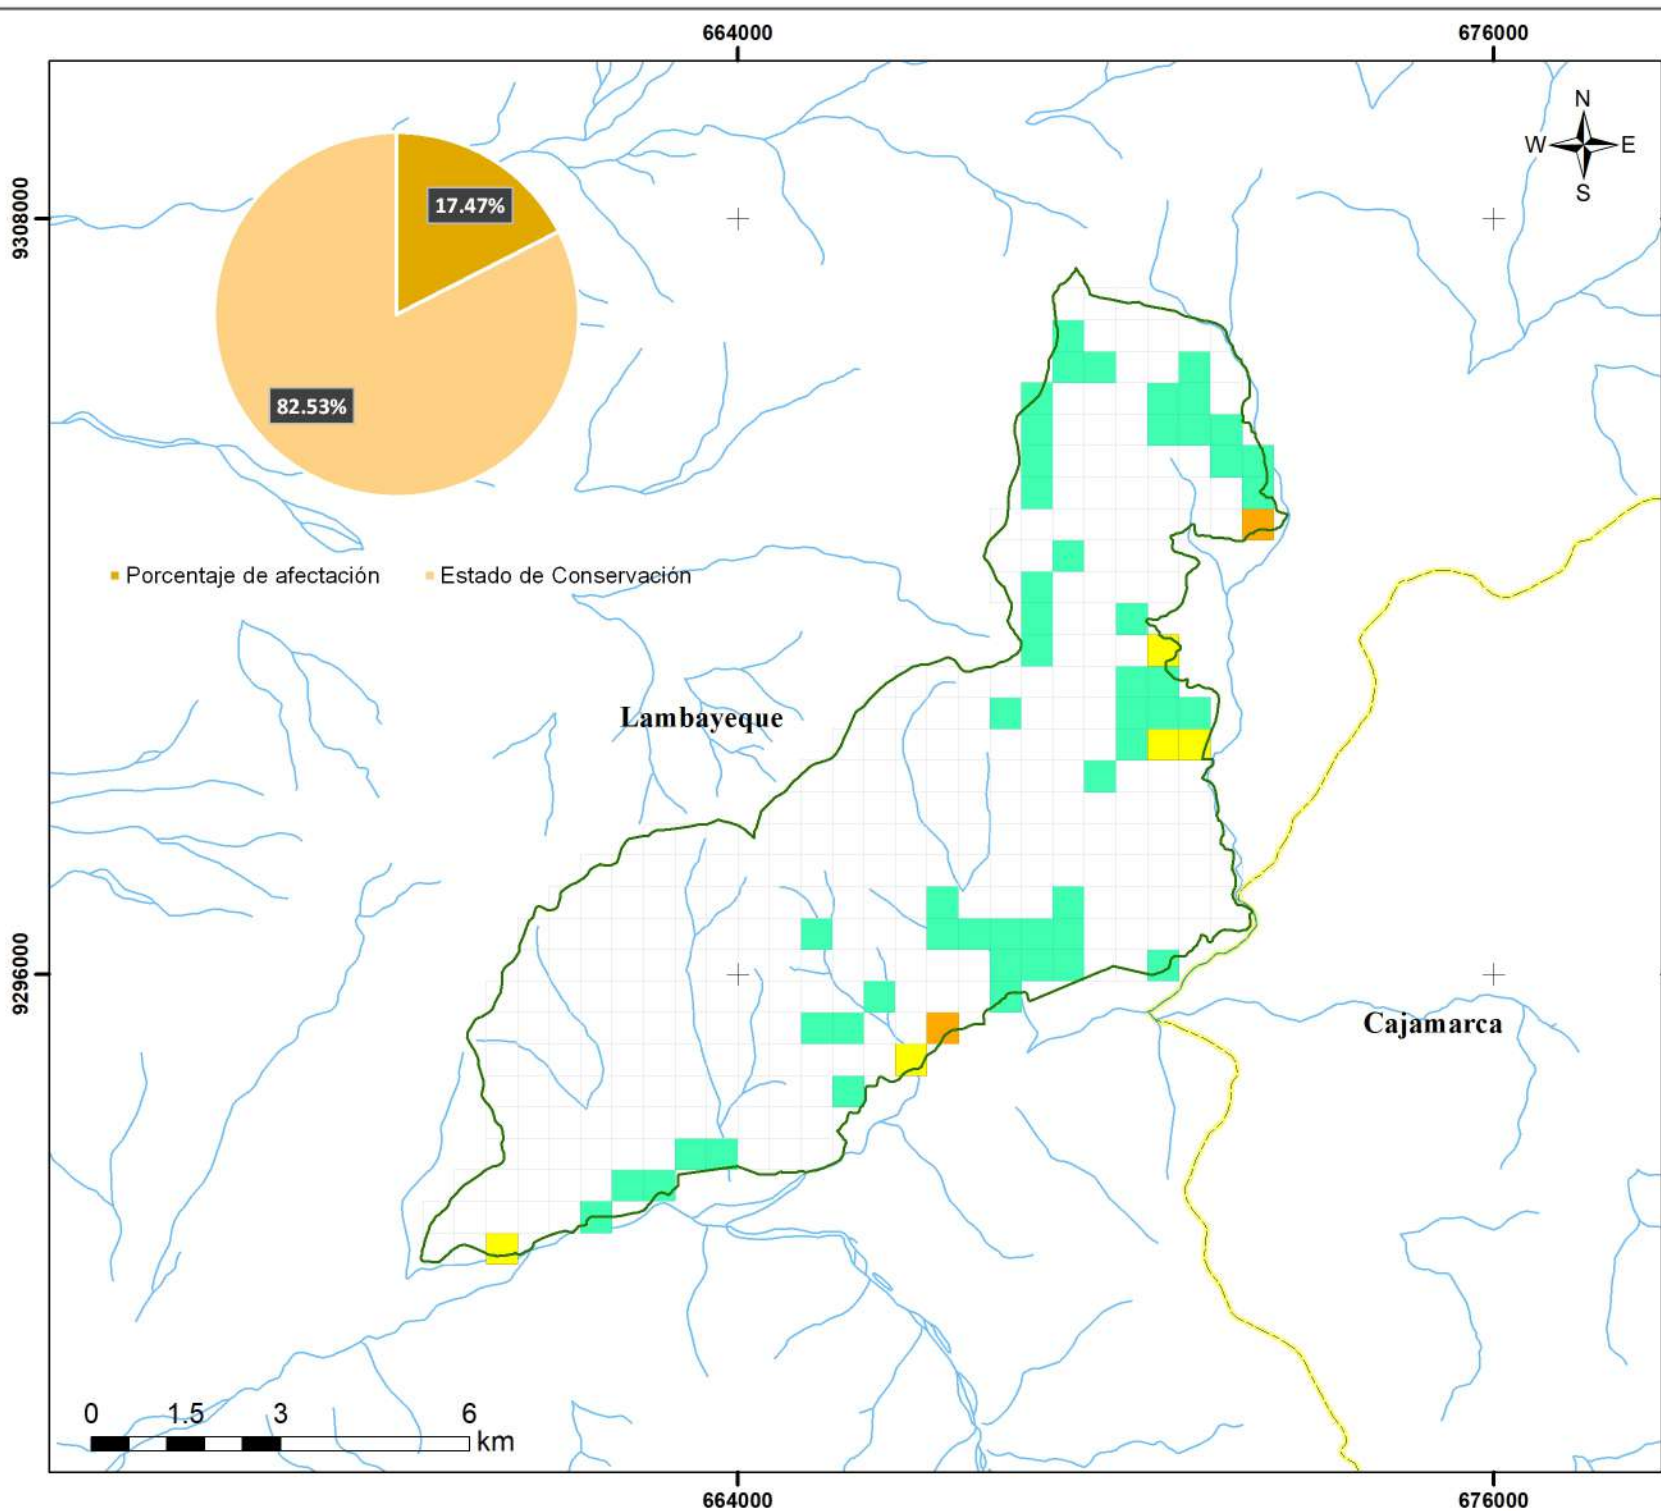 664000 676000
N
W E
S
9308000
17.47%
82.53%
Porcentaje de afectación Estado de Conservación
Lambayeque
9296000
Cajamarca
0 1.5 3 6
km
664000 676000